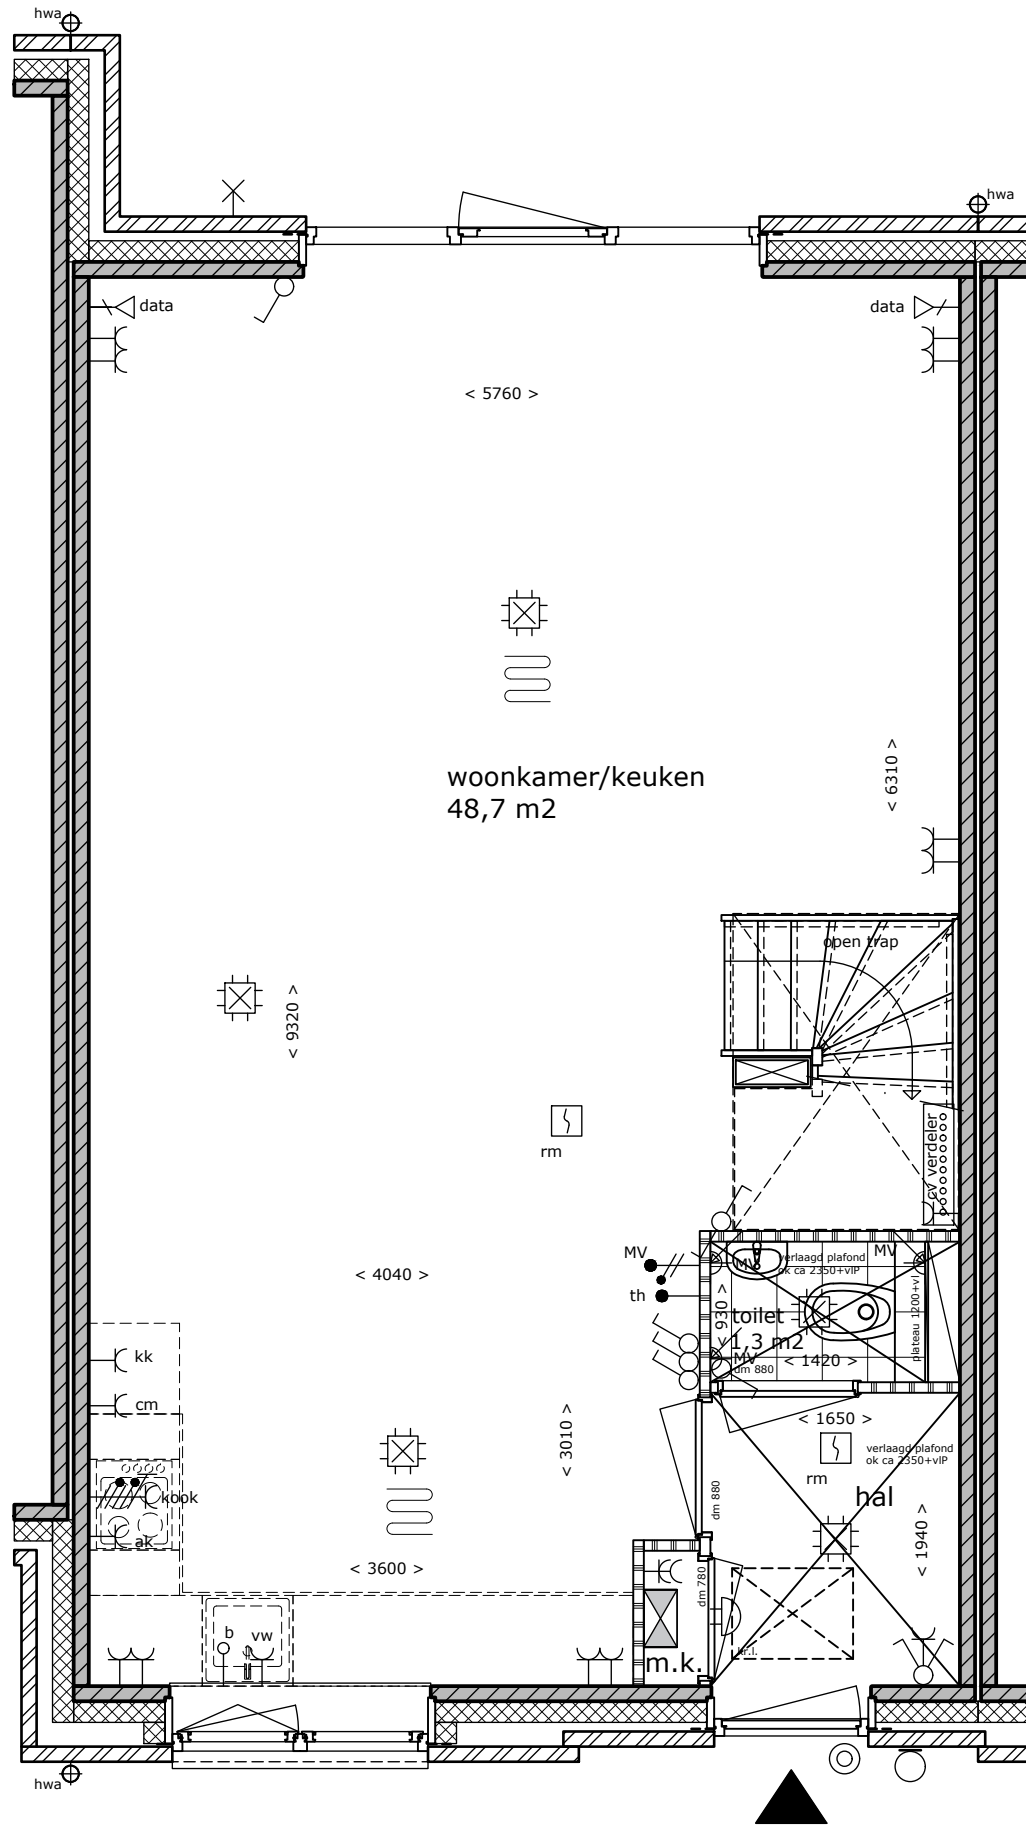 hwa
hwa
data
data
< 5760 >
woonkamer/keuken
48,7 m2
< 6310 >
open trap
< 9320 >
rm
cv verdeler
MV
MV
MV
verlaagd plafond
ok ca 2350+vlP
th
< 4040 >
< 930 >
toilet
1,3 m2
plateau 1200+vl
MV
dm 880
< 1420 >
kk
cm
< 3010 >
< 1650 >
verlaagd plafond
ok ca 2350+vlP
rm
kook
hal
dm 880
ak
< 1940 >
< 3600 >
dm 780
b
vw
m.k.
kr.l.
hwa